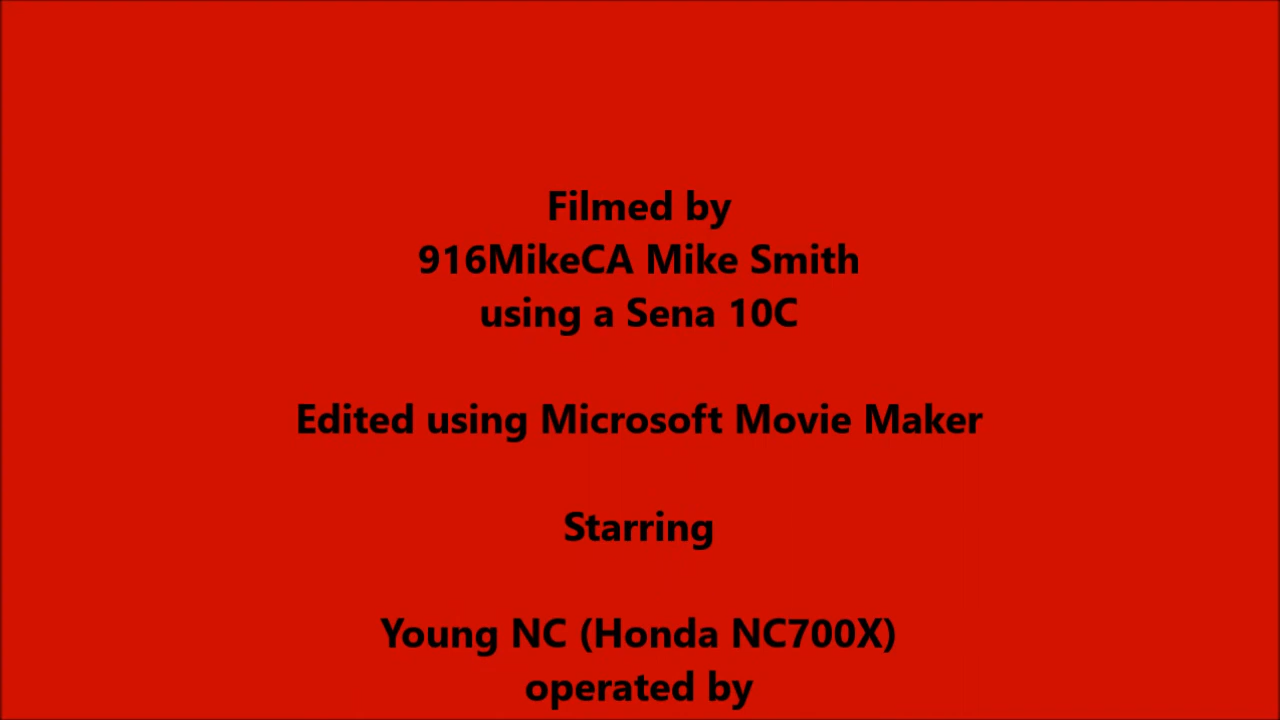 Filmed by
916MikeCA Mike Smith
using a Sena 10C
Edited using Microsoft Movie Maker
Starring
Young NC (Honda NC700X)
operated by